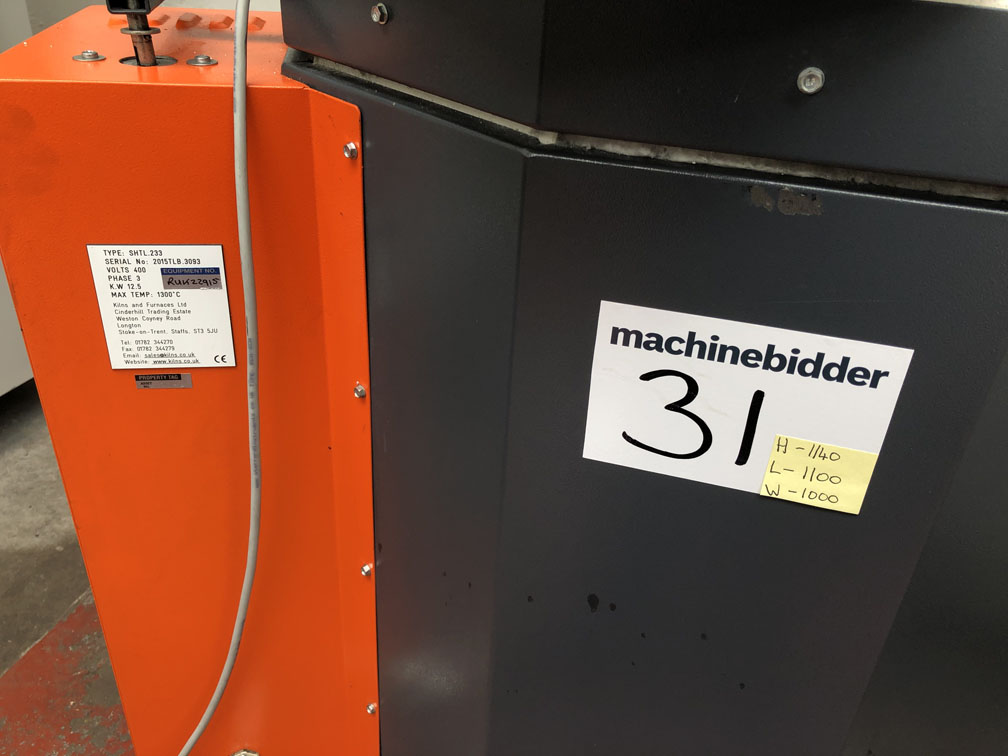 TYPE: SHTL.233
SERIAL No: 2015TLB.3093
VOLTS 400
PHASE 3
K.W 12.5
MAX TEMP: 1300°C
EQUIPMENT NO.
RUK22915
Kilns and Furnaces Ltd
Cinderhill Trading Estate
Weston Coyney Road
Longton
Stoke-on-Trent, Staffs, ST3 5JU
Tel: 01782 344270
Fax: 01782 344279
Email: sales@kilns.co.uk
Website: www.kilns.co.uk
CE
PROPERTY TAG
machinebidder
31
H - 1140
L - 1100
W - 1000